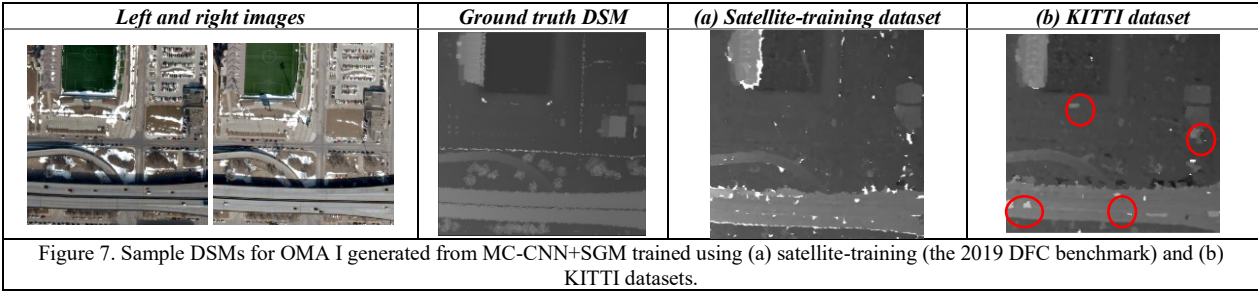 Left and right images
Ground truth DSM
(a) Satellite-training dataset
(b) KITTI dataset
Figure 7. Sample DSMs for OMA I generated from MC-CNN+SGM trained using (a) satellite-training (the 2019 DFC benchmark) and (b)
KITTI datasets.